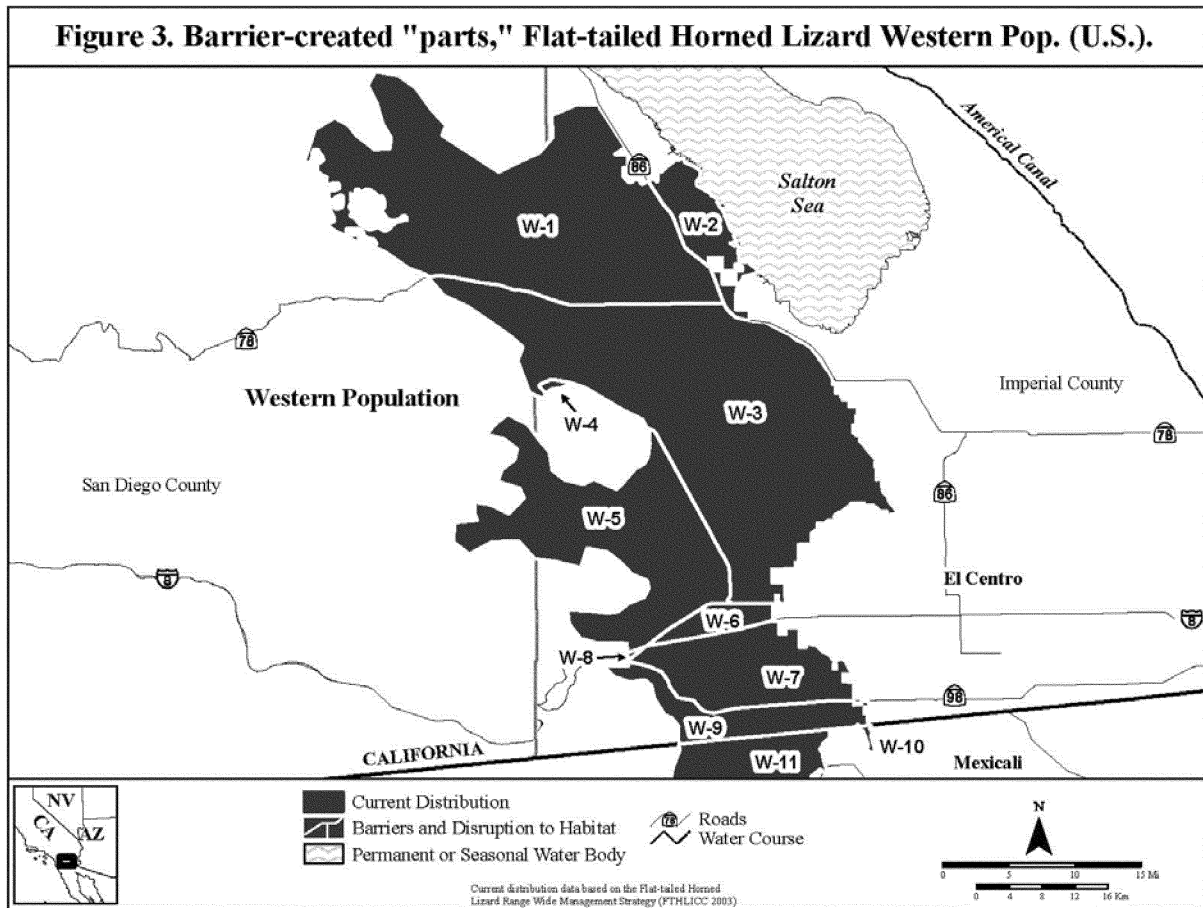 Figure 3. Barrier-created "parts," Flat-tailed Horned Lizard Western Pop. (U.S.).
Americal Canal
86
Salton
Sea
W-1
W-2
78
Imperial County
Western Population
W-3
W-4
78
San Diego County
86
W-5
8
El Centro
W-6
8
W-8
W-7
98
W-9
W-10
CALIFORNIA
W-11
Mexicali
NV
CA
AZ
Current Distribution
Barriers and Disruption to Habitat
Permanent or Seasonal Water Body
78
Roads
Water Course
N
0 5 10 15 Mi
0 4 8 12 16 Km
Current distribution data based on the Flat-tailed Horned
Lizard Range Wide Management Strategy (FTHLICC 2003)